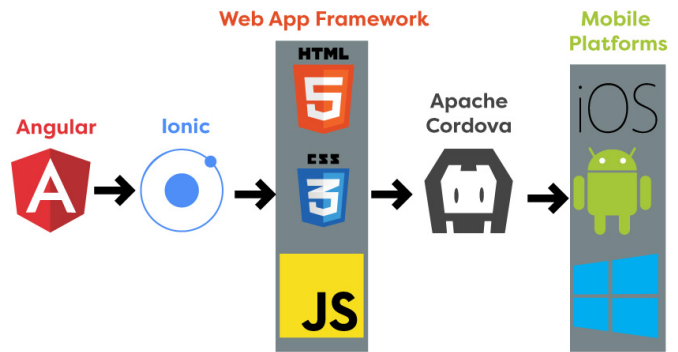 Web App Framework
Mobile
Platforms
HTML
5
iOS
Apache
Cordova
Angular
Ionic
A
CSS
3
JS